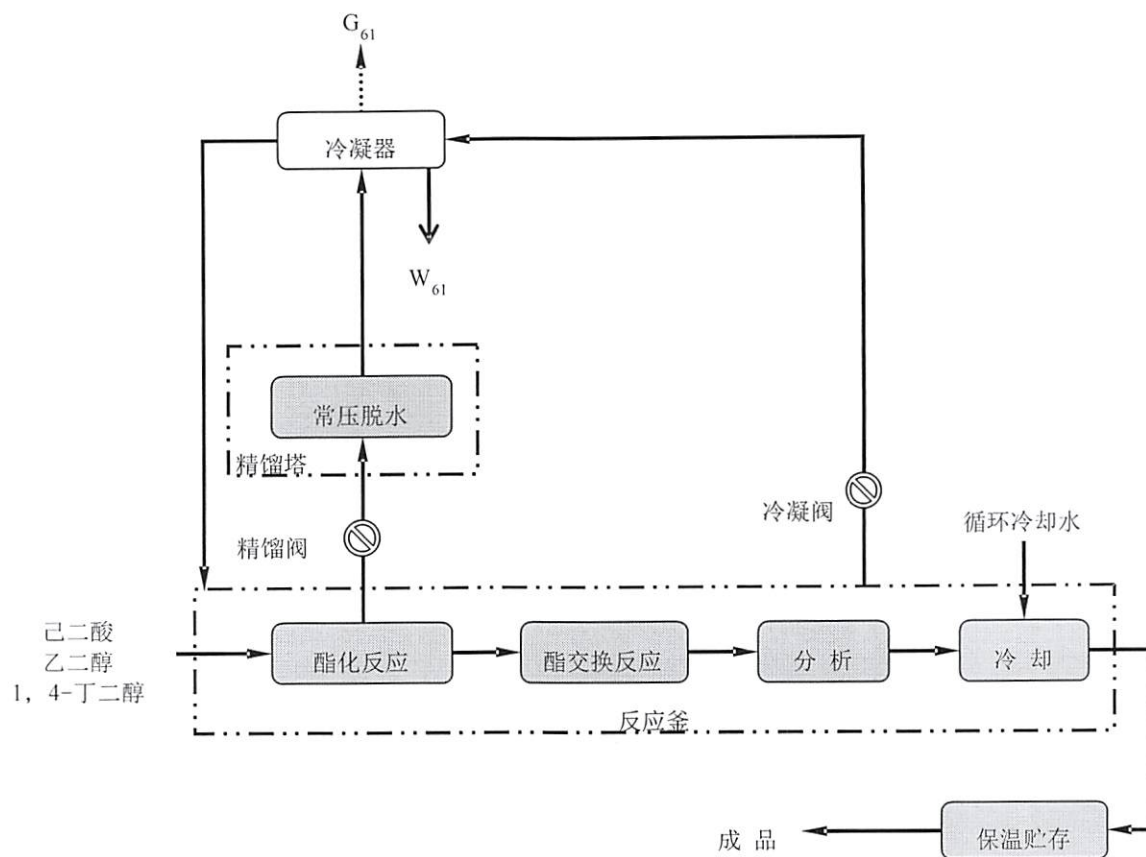 G61
冷凝器
W61
常压脱水
精馏塔
冷凝阀
循环冷却水
精馏阀
己二酸
乙二醇
1，4-丁二醇
酯化反应
酯交换反应
分 析
冷 却
反应釜
成 品
保温贮存